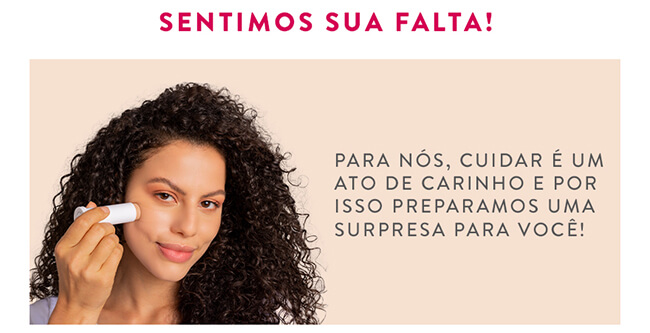 SENTIMOS SUA FALTA!
PARA NÓS, CUIDAR É UM
ATO DE CARINHO E POR
ISSO PREPARAMOS UMA
SURPRESA PARA VOCÊ!